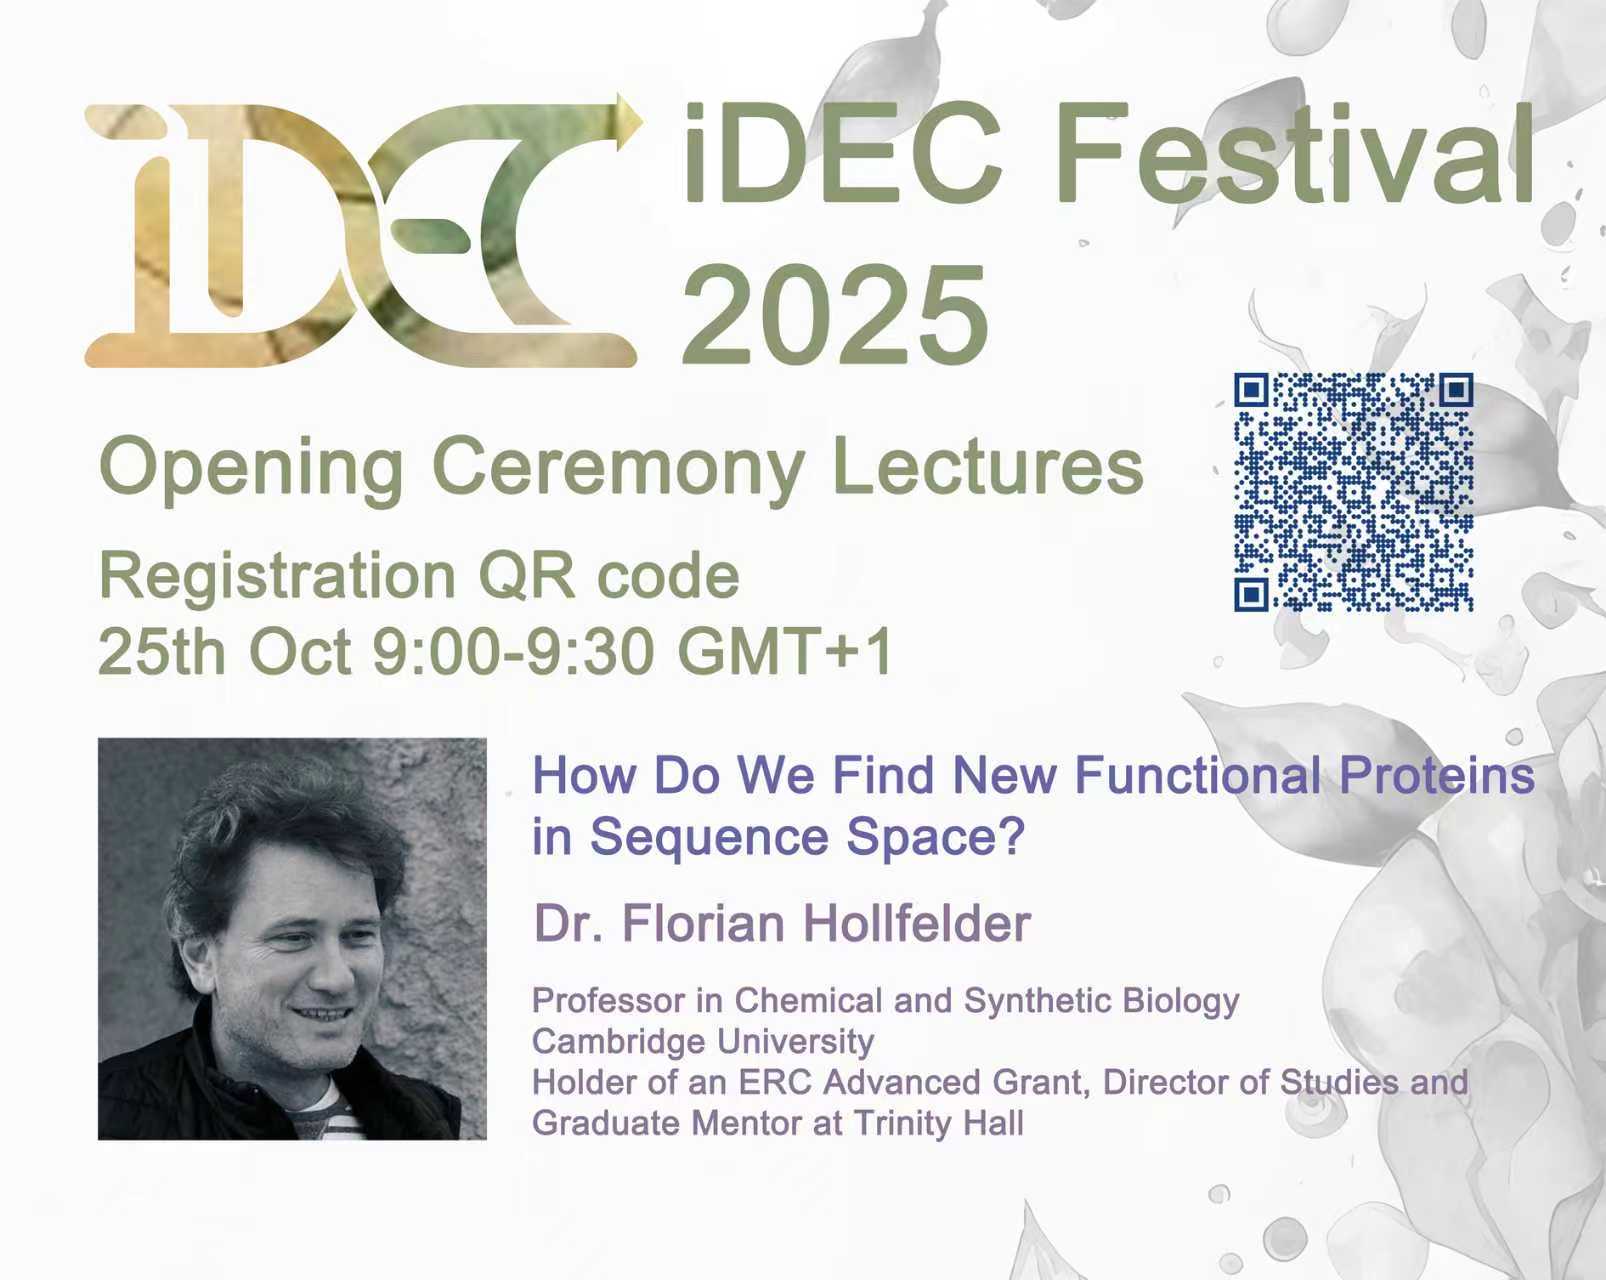 iDEC
iDEC Festival
2025
Opening Ceremony Lectures
Registration QR code
25th Oct 9:00-9:30 GMT+1
How Do We Find New Functional Proteins
in Sequence Space?
Dr. Florian Hollfelder
Professor in Chemical and Synthetic Biology
Cambridge University
Holder of an ERC Advanced Grant, Director of Studies and
Graduate Mentor at Trinity Hall